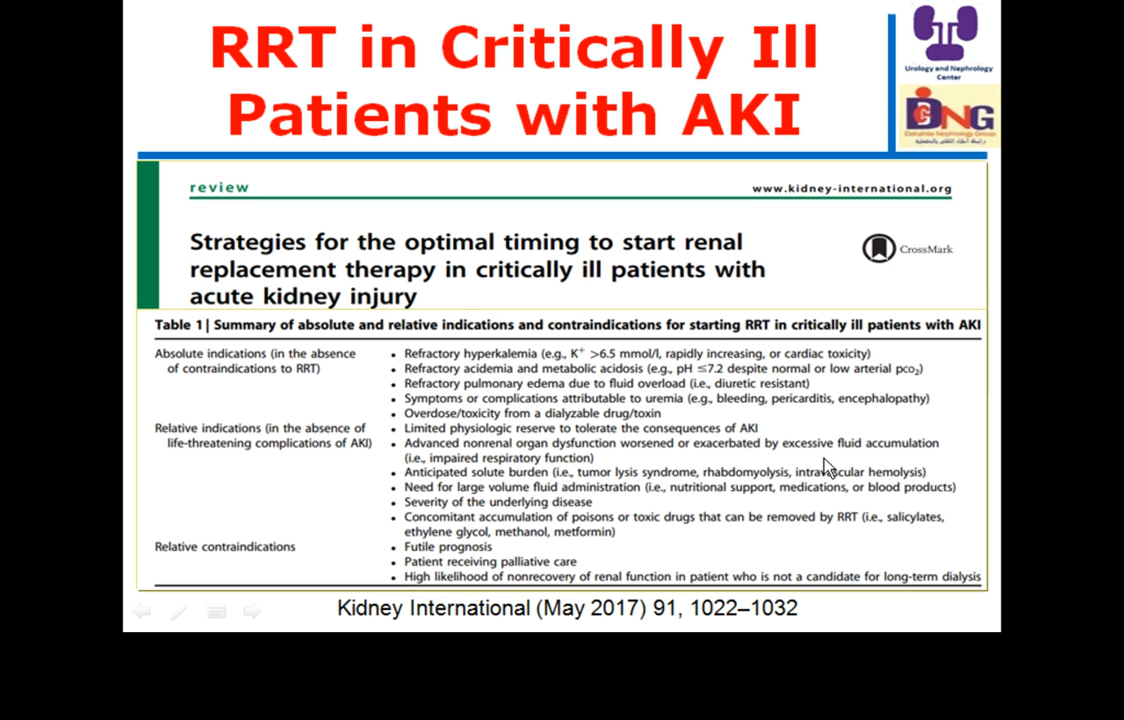 RRT in Critically Ill
Patients with AKI
Urology and Nephrology
Center
DNG
Dakahlia Nephrology Group
review
www.kidney-international.org
Strategies for the optimal timing to start renal
replacement therapy in critically ill patients with
acute kidney injury
CrossMark
Table 1 | Summary of absolute and relative indications and contraindications for starting RRT in critically ill patients with AKI
Absolute indications (in the absence
of contraindications to RRT)
• Refractory hyperkalemia (e.g., K⁺ >6.5 mmol/l, rapidly increasing, or cardiac toxicity)
• Refractory acidemia and metabolic acidosis (e.g., pH ≤7.2 despite normal or low arterial pco₂)
• Refractory pulmonary edema due to fluid overload (i.e., diuretic resistant)
• Symptoms or complications attributable to uremia (e.g., bleeding, pericarditis, encephalopathy)
• Overdose/toxicity from a dialyzable drug/toxin
Relative indications (in the absence of
life-threatening complications of AKI)
• Limited physiologic reserve to tolerate the consequences of AKI
• Advanced nonrenal organ dysfunction worsened or exacerbated by excessive fluid accumulation
(i.e., impaired respiratory function)
• Anticipated solute burden (i.e., tumor lysis syndrome, rhabdomyolysis, intravascular hemolysis)
• Need for large volume fluid administration (i.e., nutritional support, medications, or blood products)
• Severity of the underlying disease
• Concomitant accumulation of poisons or toxic drugs that can be removed by RRT (i.e., salicylates,
ethylene glycol, methanol, metformin)
Relative contraindications
• Futile prognosis
• Patient receiving palliative care
• High likelihood of nonrecovery of renal function in patient who is not a candidate for long-term dialysis
Kidney International (May 2017) 91, 1022–1032